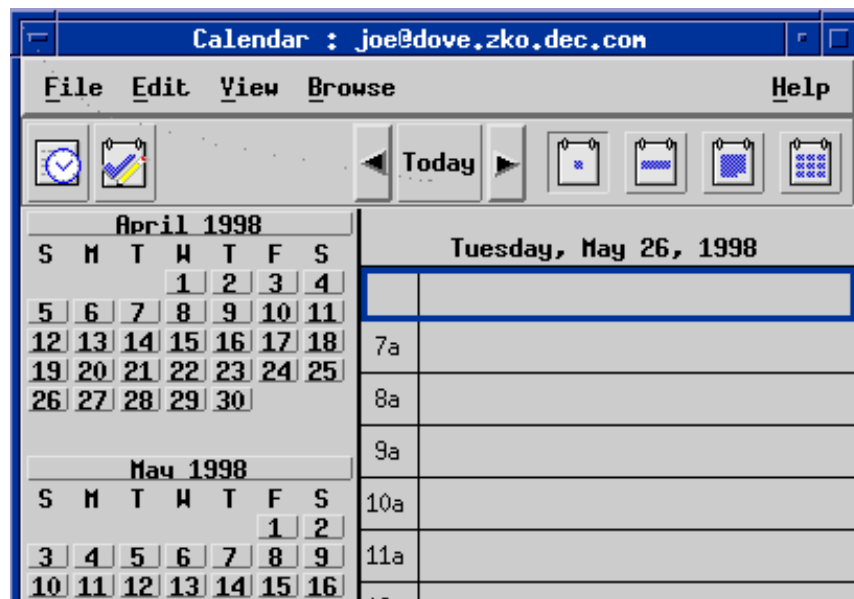 Calendar : joe@dove.zko.dec.com
File Edit View Browse Help
Today
April 1998
S M T W T F S
1 2 3 4
5 6 7 8 9 10 11
12 13 14 15 16 17 18
19 20 21 22 23 24 25
26 27 28 29 30
May 1998
S M T W T F S
1 2
3 4 5 6 7 8 9
10 11 12 13 14 15 16
Tuesday, May 26, 1998
7a
8a
9a
10a
11a